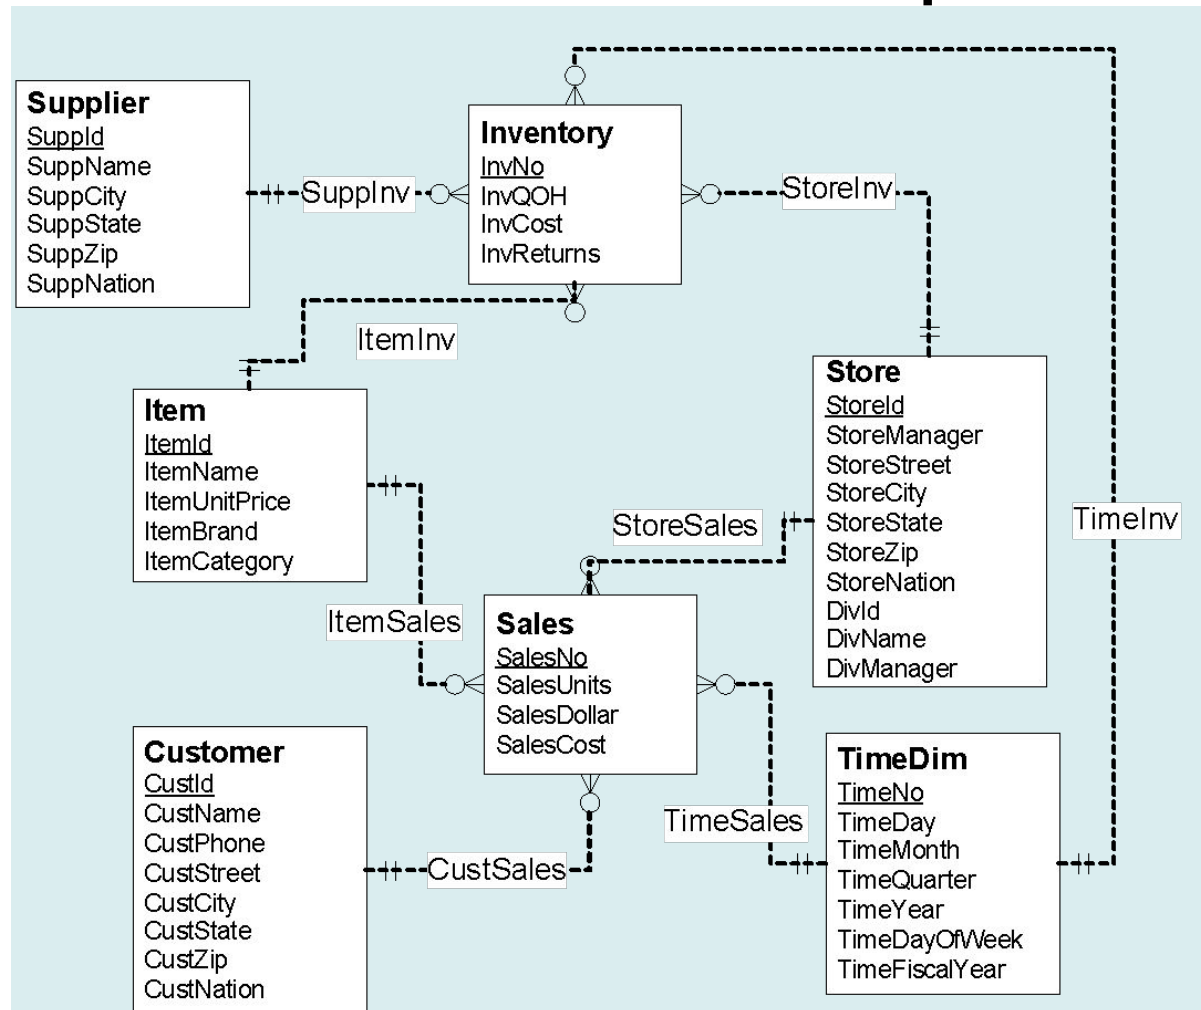 Supplier
SuppId
SuppName
SuppCity
SuppState
SuppZip
SuppNation
SuppInv
Inventory
InvNo
InvQOH
InvCost
InvReturns
StoreInv
ItemInv
Item
ItemId
ItemName
ItemUnitPrice
ItemBrand
ItemCategory
Store
StoreId
StoreManager
StoreStreet
StoreCity
StoreState
StoreZip
StoreNation
DivId
DivName
DivManager
TimeInv
StoreSales
ItemSales
Sales
SalesNo
SalesUnits
SalesDollar
SalesCost
Customer
CustId
CustName
CustPhone
CustStreet
CustCity
CustState
CustZip
CustNation
CustSales
TimeSales
TimeDim
TimeNo
TimeDay
TimeMonth
TimeQuarter
TimeYear
TimeDayOfWeek
TimeFiscalYear